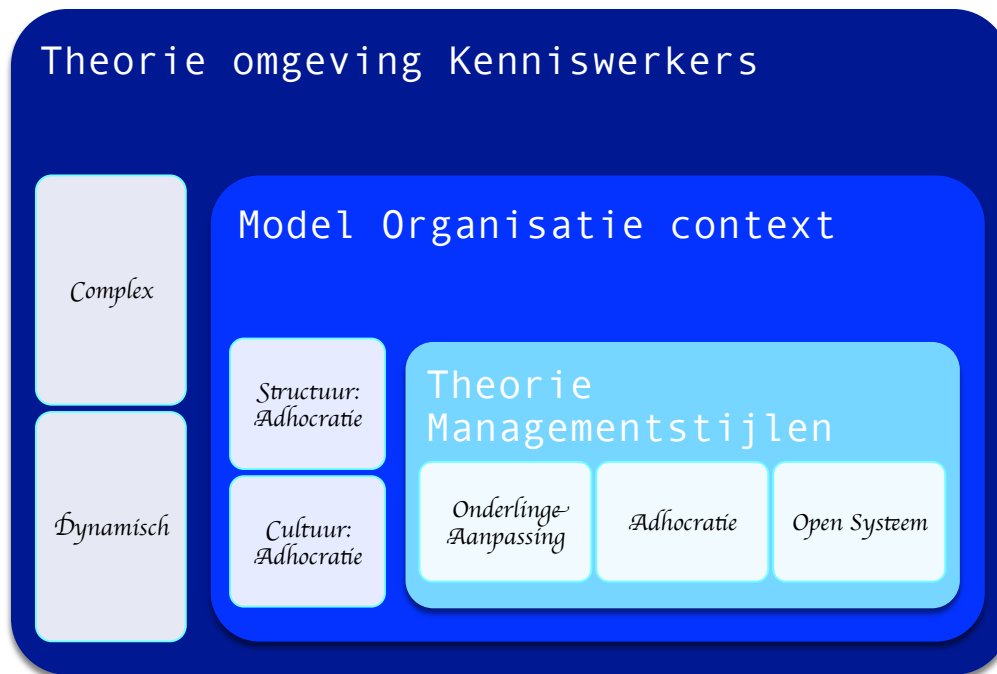 Theorie omgeving Kenniswerkers
Complex
Dynamisch
Model Organisatie context
Structuur:
Adhocratie
Cultuur:
Adhocratie
Theorie
Managementstijlen
Onderlinge
Aanpassing
Adhocratie
Open Systeem